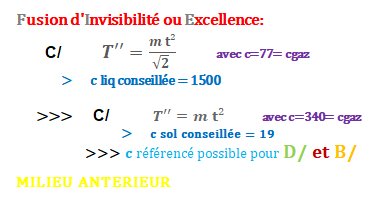 Fusion d'Invisibilité ou Excellence:
C/ T′′ = m t² / √2 avec c=77= cgaz
> c liq conseillée = 1500
>>> C/ T′′ = m t² avec c=340= cgaz
> c sol conseillée = 19
>>> c référencé possible pour D/ et B/
MILIEU ANTERIEUR